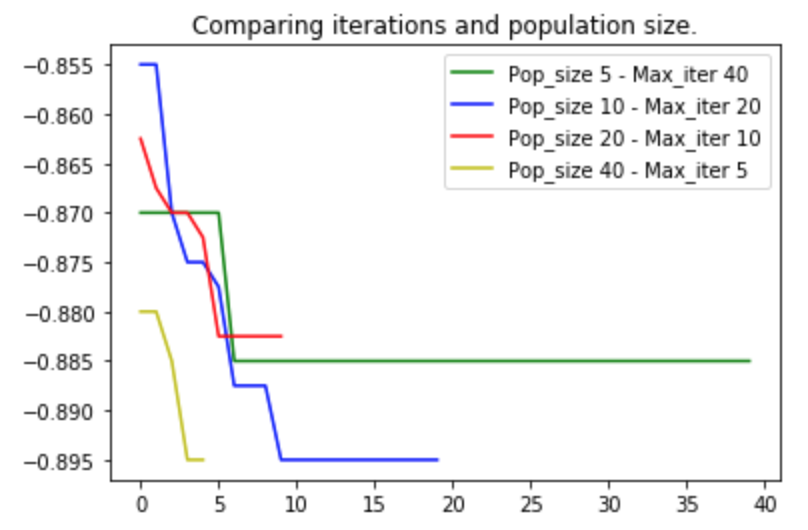 Comparing iterations and population size.
Pop_size 5 - Max_iter 40
Pop_size 10 - Max_iter 20
Pop_size 20 - Max_iter 10
Pop_size 40 - Max_iter 5
−0.855
−0.860
−0.865
−0.870
−0.875
−0.880
−0.885
−0.890
−0.895
0 5 10 15 20 25 30 35 40